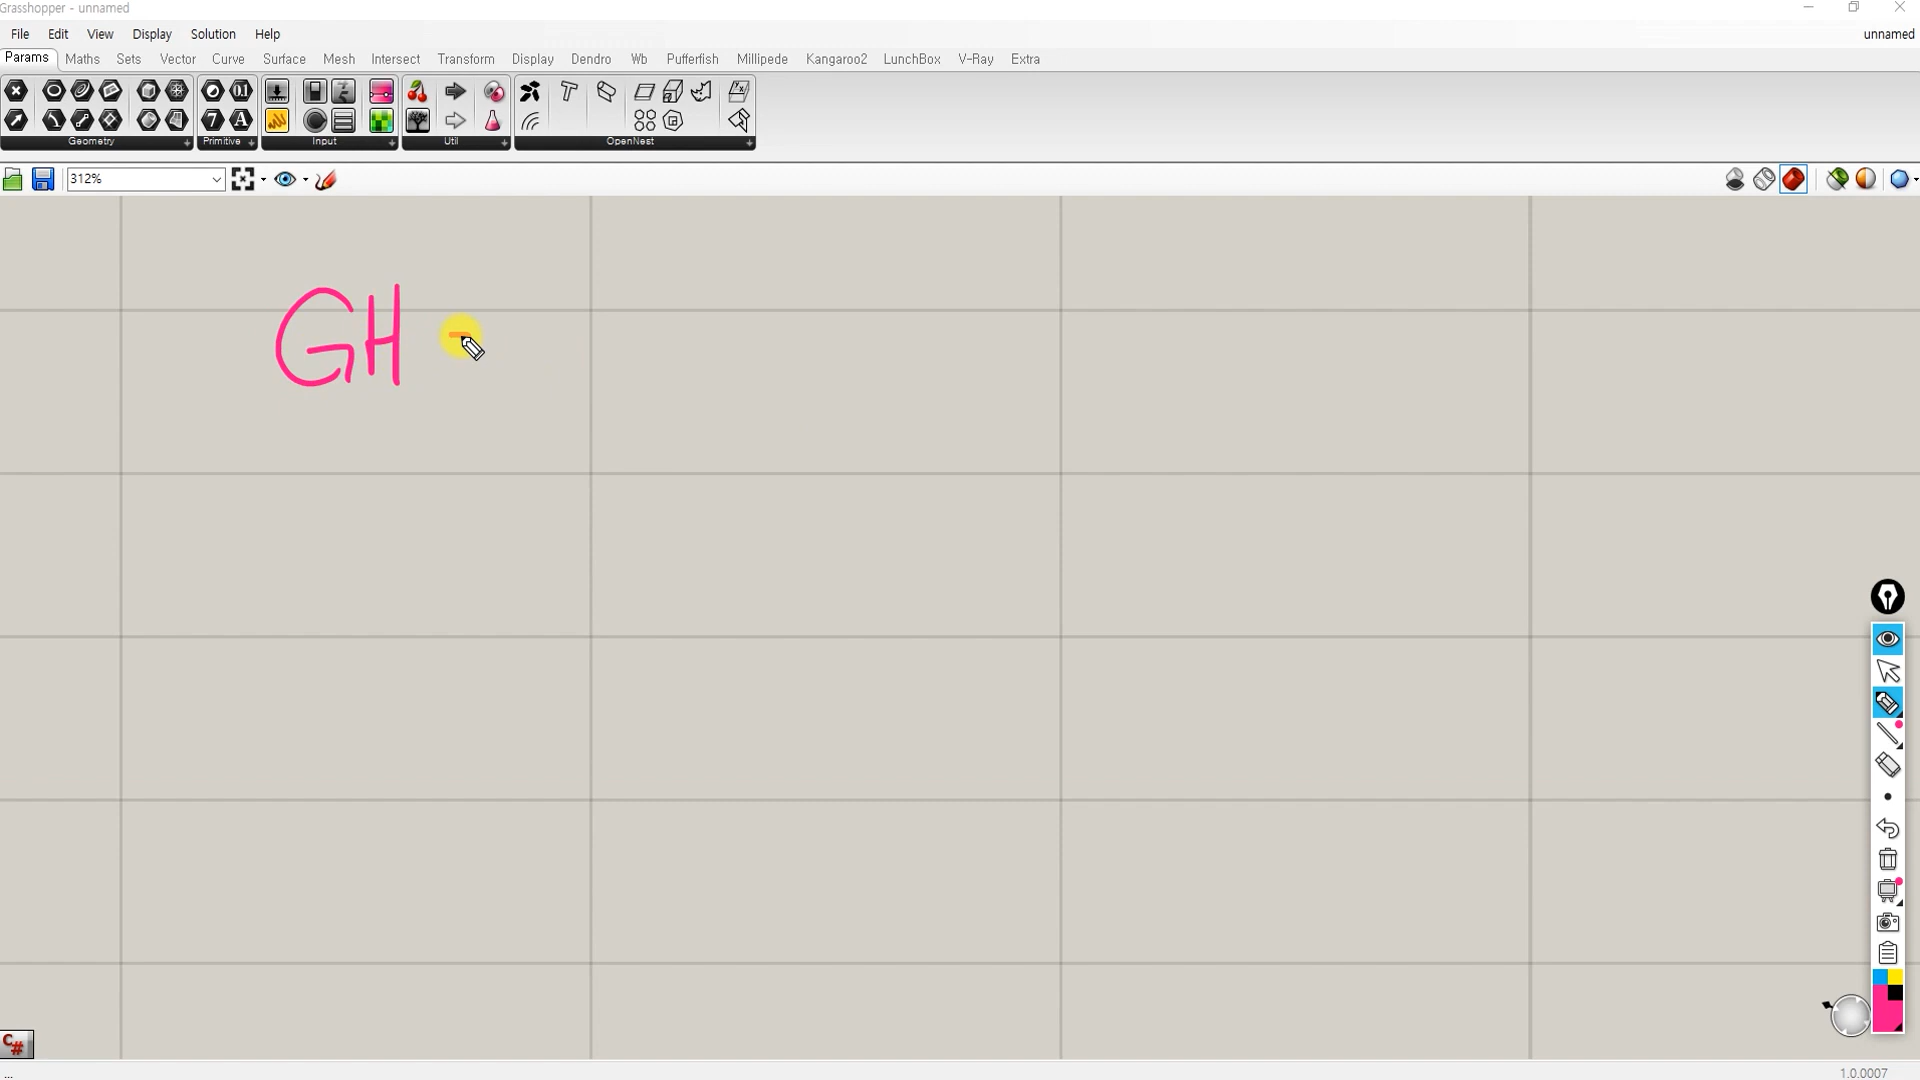 Grasshopper - unnamed
File Edit View Display Solution Help unnamed
Params Maths Sets Vector Curve Surface Mesh Intersect Transform Display Dendro Wb Pufferfish Millipede Kangaroo2 LunchBox V-Ray Extra
Geometry Primitive Input Util OpenNest
312%
GH -
C#
... 1.0.0007